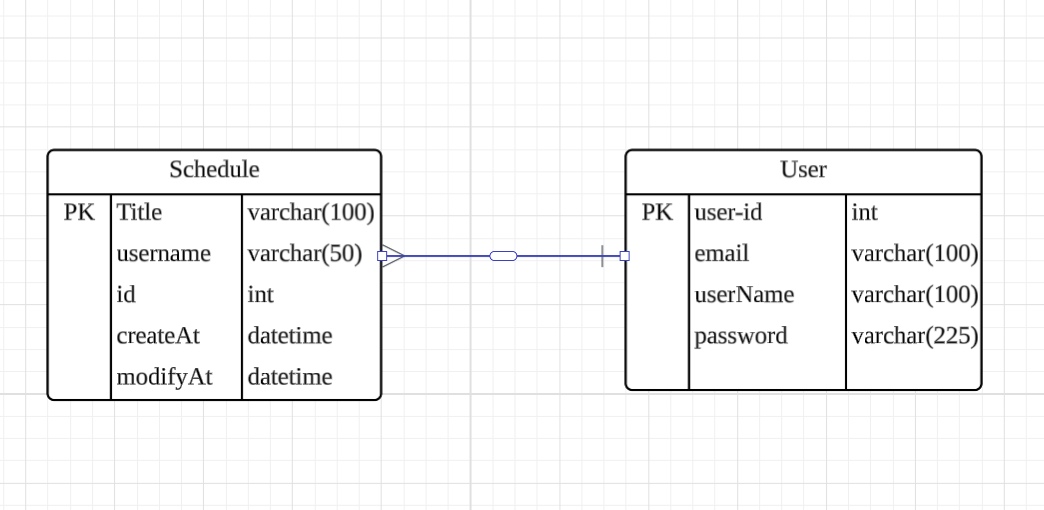 Schedule
PK Title varchar(100)
username varchar(50)
id int
createAt datetime
modifyAt datetime
User
PK user-id int
email varchar(100)
userName varchar(100)
password varchar(225)